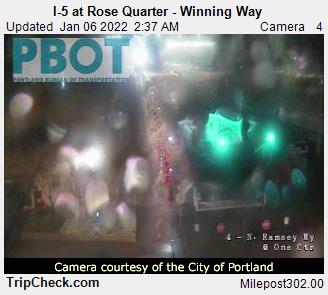 I-5 at Rose Quarter - Winning Way
Updated Jan 06 2022 2:37 AM Camera 4
PBOT
PORTLAND BUREAU OF TRANSPORTATION
4 - N. Ramsey Wy
@ One Ctr
Camera courtesy of the City of Portland
TripCheck.com Milepost302.00